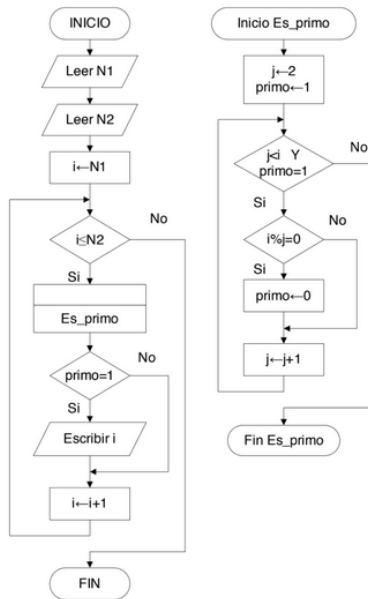 INICIO
Leer N1
Leer N2
i←N1
i≤N2
No
Si
Es_primo
primo=1
No
Si
Escribir i
i←i+1
FIN
Inicio Es_primo
j←2
primo←1
j<i Y
primo=1
No
Si
i%j=0
No
Si
primo←0
j←j+1
Fin Es_primo